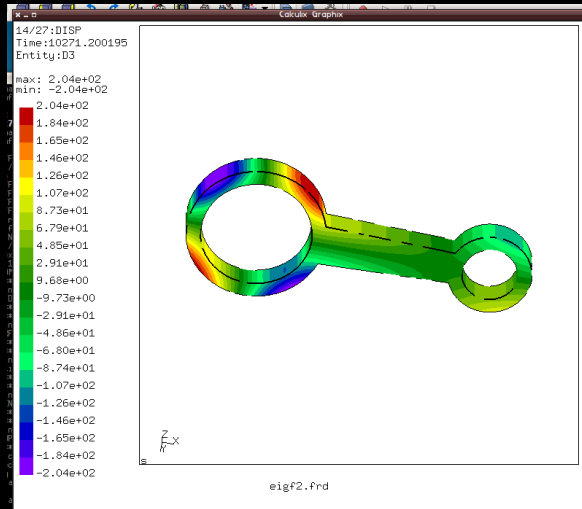 Calculix Graphix
14/27:DISP
Time:10271.200195
Entity:D3
max: 2.04e+02
min: -2.04e+02
2.04e+02
1.84e+02
1.65e+02
1.46e+02
1.26e+02
1.07e+02
8.73e+01
6.79e+01
4.85e+01
2.91e+01
9.68e+00
-9.73e+00
-2.91e+01
-4.86e+01
-6.80e+01
-8.74e+01
-1.07e+02
-1.26e+02
-1.46e+02
-1.65e+02
-1.84e+02
-2.04e+02
Z
X
Y
s
eigf2.frd